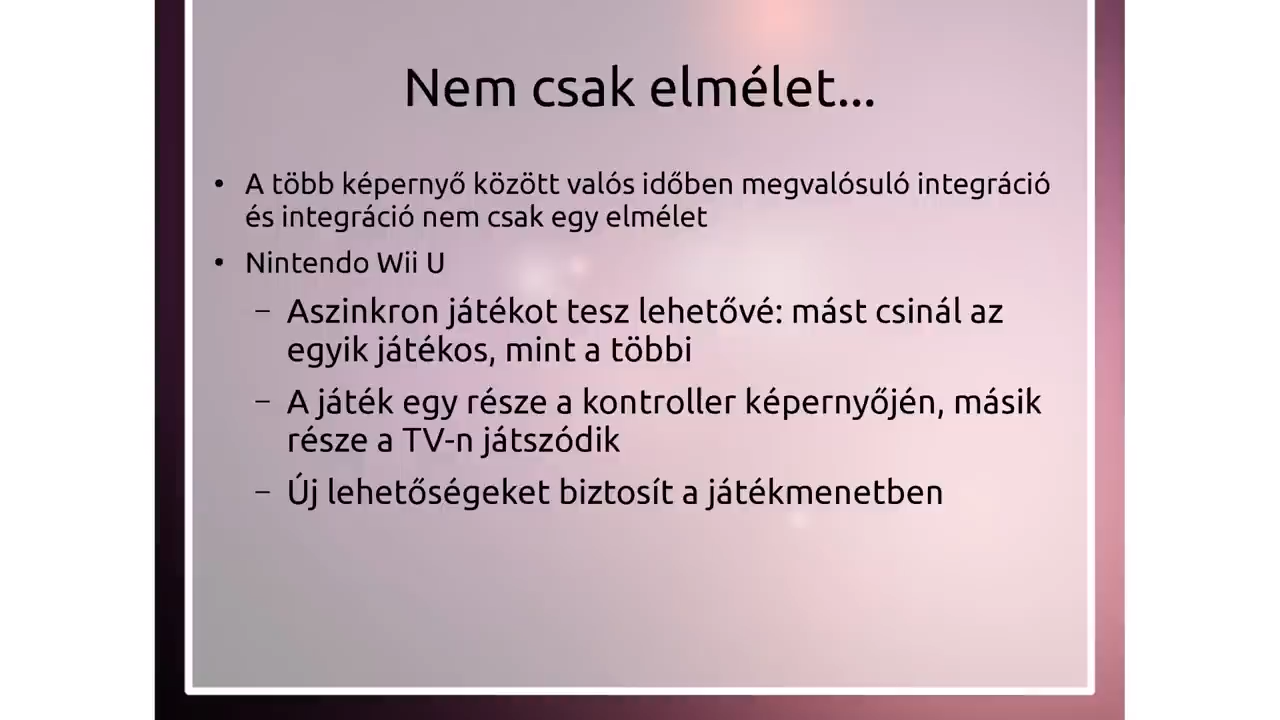 Nem csak elmélet...
• A több képernyő között valós időben megvalósuló integráció
és integráció nem csak egy elmélet
• Nintendo Wii U
– Aszinkron játékot tesz lehetővé: mást csinál az
egyik játékos, mint a többi
– A játék egy része a kontroller képernyőjén, másik
része a TV-n játszódik
– Új lehetőségeket biztosít a játékmenetben